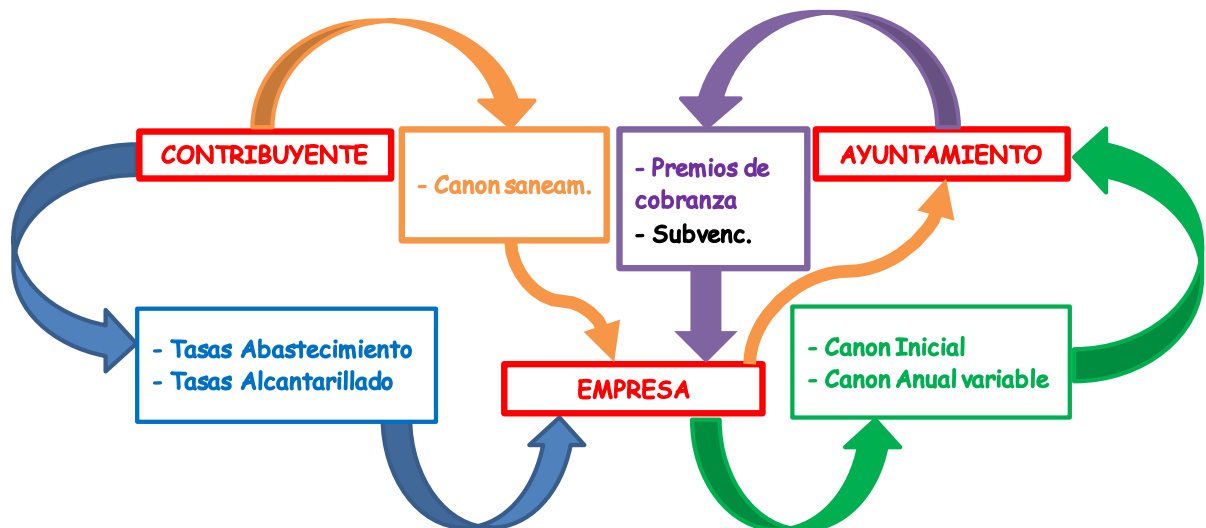 CONTRIBUYENTE
- Canon saneam.
- Premios de
cobranza
- Subvenc.
AYUNTAMIENTO
- Tasas Abastecimiento
- Tasas Alcantarillado
EMPRESA
- Canon Inicial
- Canon Anual variable